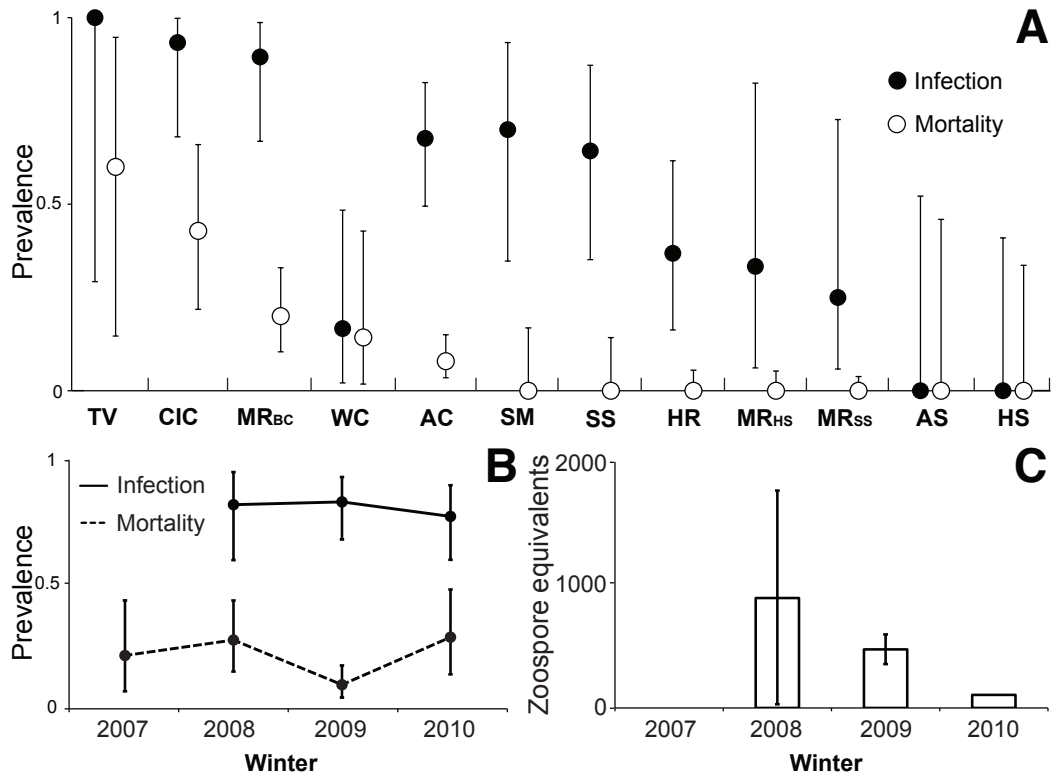 A
1
0.5
0
Prevalence
Infection
Mortality
TV CIC MRBC WC AC SM SS HR MRHS MRSS AS HS
B
1
0.5
0
Prevalence
Infection
Mortality
2007 2008 2009 2010
Winter
C
2000
1000
0
Zoospore equivalents
2007 2008 2009 2010
Winter